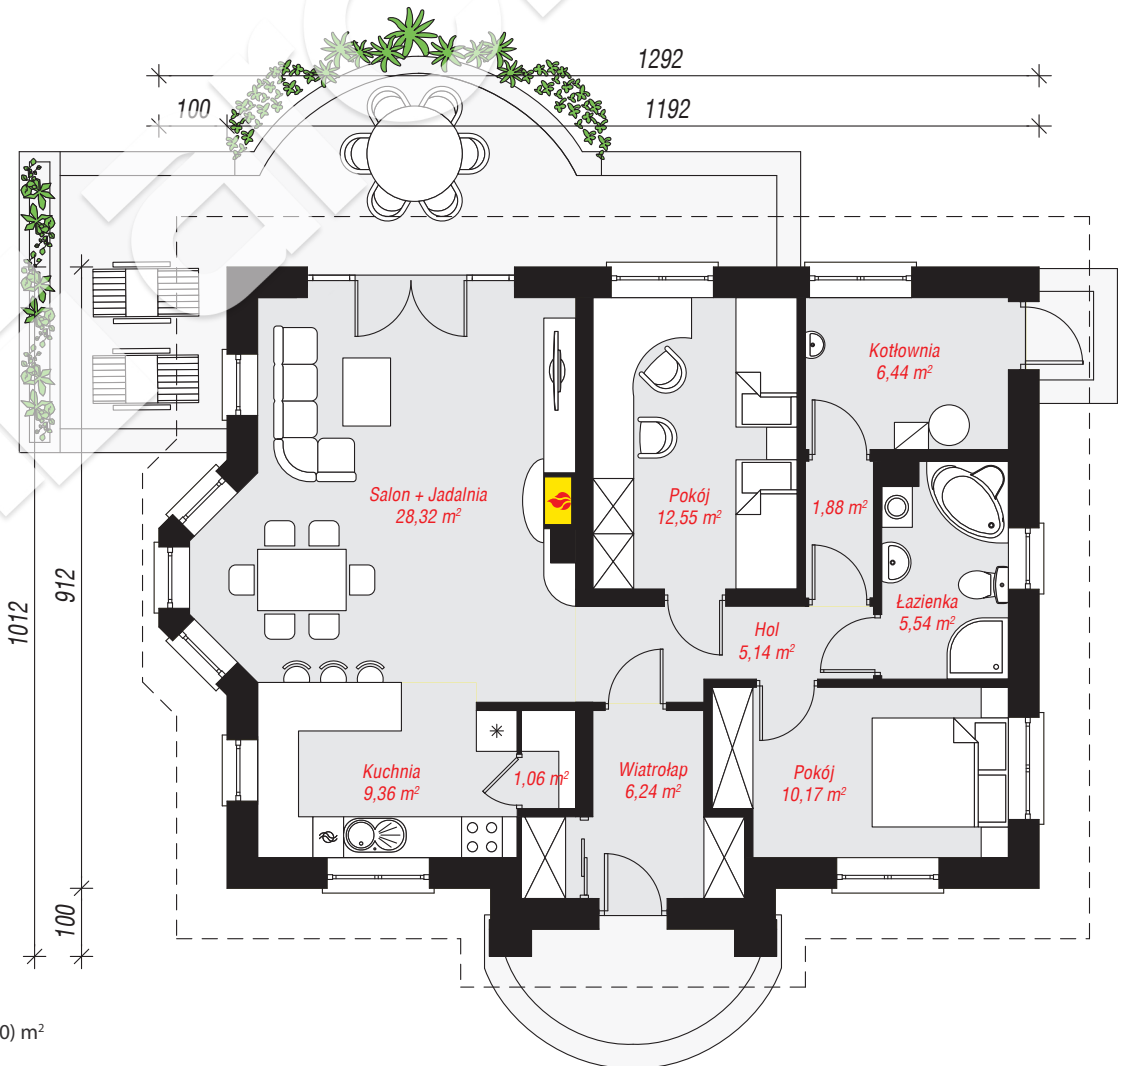 1292
100
1192
Kotłownia
6,44 m²
Salon + Jadalnia
28,32 m²
Pokój
12,55 m²
1,88 m²
912
1012
Łazienka
5,54 m²
Hol
5,14 m²
Kuchnia
9,36 m²
1,06 m²
Wiatrołap
6,24 m²
Pokój
10,17 m²
100
0) m²